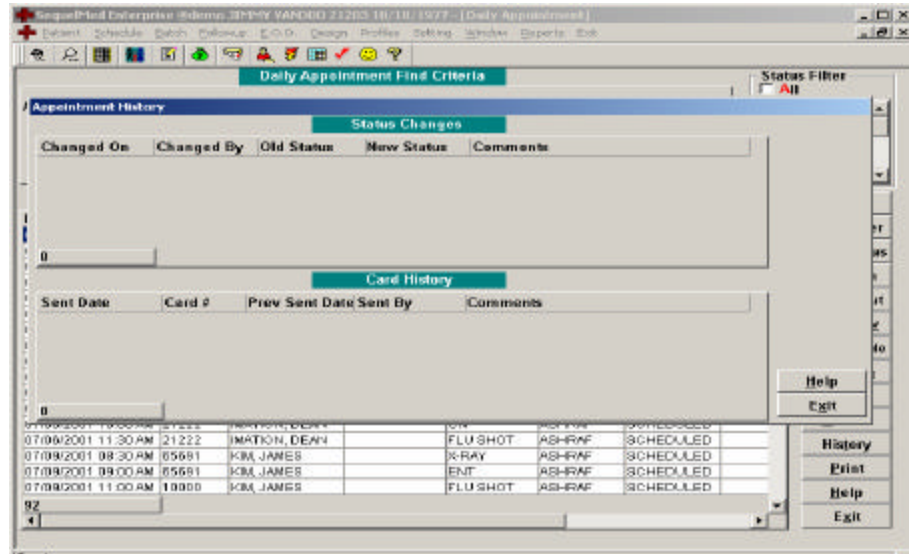 SequelMed Enterprise @demo JIMMY VANDOO 21203 10/10/1977 - [Daily Appointment]
Patient Schedule Batch Followup E.O.D. Design Profiles Setting Window Reports Exit
Daily Appointment Find Criteria
Status Filter
All
Appointment History
Status Changes
Changed On Changed By Old Status New Status Comments
0
Card History
Sent Date Card # Prev Sent Date Sent By Comments
0
Help
Exit
07/06/2001 11:30 AM 21222 IMATION, DEAN FLU SHOT ASHRAF SCHEDULED
07/09/2001 08:30 AM 65691 KIM, JAMES X-RAY ASHRAF SCHEDULED
07/09/2001 09:00 AM 65691 KIM, JAMES ENT ASHRAF SCHEDULED
07/09/2001 11:00 AM 10000 KIM, JAMES FLU SHOT ASHRAF SCHEDULED
92
History
Print
Help
Exit